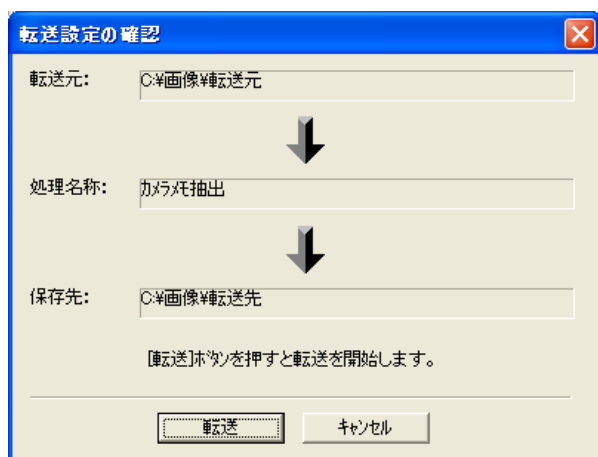 転送設定の確認
転送元: C:¥画像¥転送元
処理名称: ｶﾒﾗﾒﾓ抽出
保存先: C:¥画像¥転送先
[転送]ﾎﾞﾀﾝを押すと転送を開始します。
転送 ｷｬﾝｾﾙ